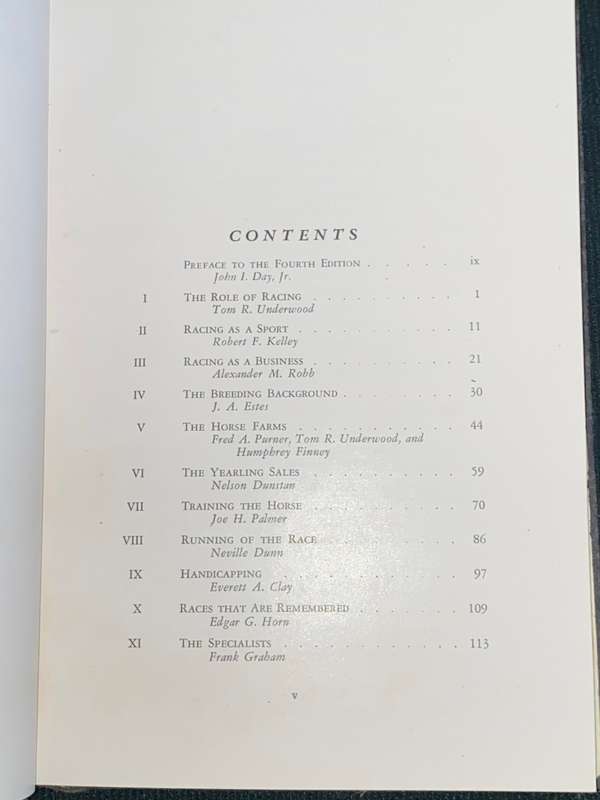 CONTENTS
PREFACE TO THE FOURTH EDITION . . . . . ix
John I. Day, Jr.
I THE ROLE OF RACING . . . . . . . . . . 1
Tom R. Underwood
II RACING AS A SPORT . . . . . . . . . . . 11
Robert F. Kelley
III RACING AS A BUSINESS . . . . . . . . . . 21
Alexander M. Robb
IV THE BREEDING BACKGROUND . . . . . . . . 30
J. A. Estes
V THE HORSE FARMS . . . . . . . . . . . 44
Fred A. Purner, Tom R. Underwood, and
Humphrey Finney
VI THE YEARLING SALES . . . . . . . . . . 59
Nelson Dunstan
VII TRAINING THE HORSE . . . . . . . . . . 70
Joe H. Palmer
VIII RUNNING OF THE RACE . . . . . . . . . 86
Neville Dunn
IX HANDICAPPING . . . . . . . . . . . . 97
Everett A. Clay
X RACES THAT ARE REMEMBERED . . . . . . . 109
Edgar G. Horn
XI THE SPECIALISTS . . . . . . . . . . . . 113
Frank Graham
v